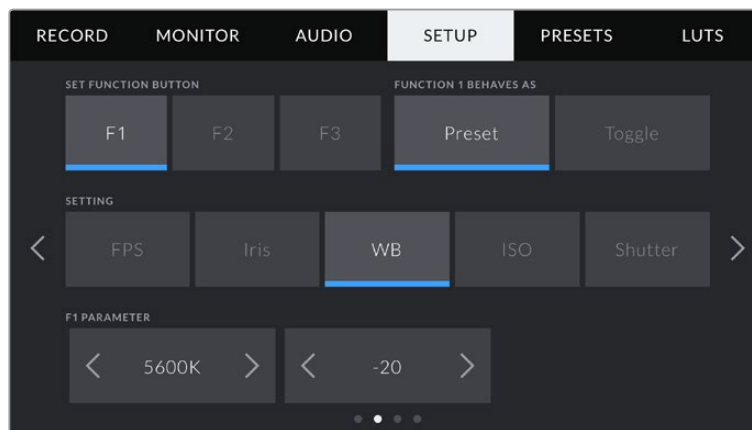 RECORD MONITOR AUDIO SETUP PRESETS LUTS
SET FUNCTION BUTTON FUNCTION 1 BEHAVES AS
F1 F2 F3 Preset Toggle
SETTING
FPS Iris WB ISO Shutter
F1 PARAMETER
5600K -20